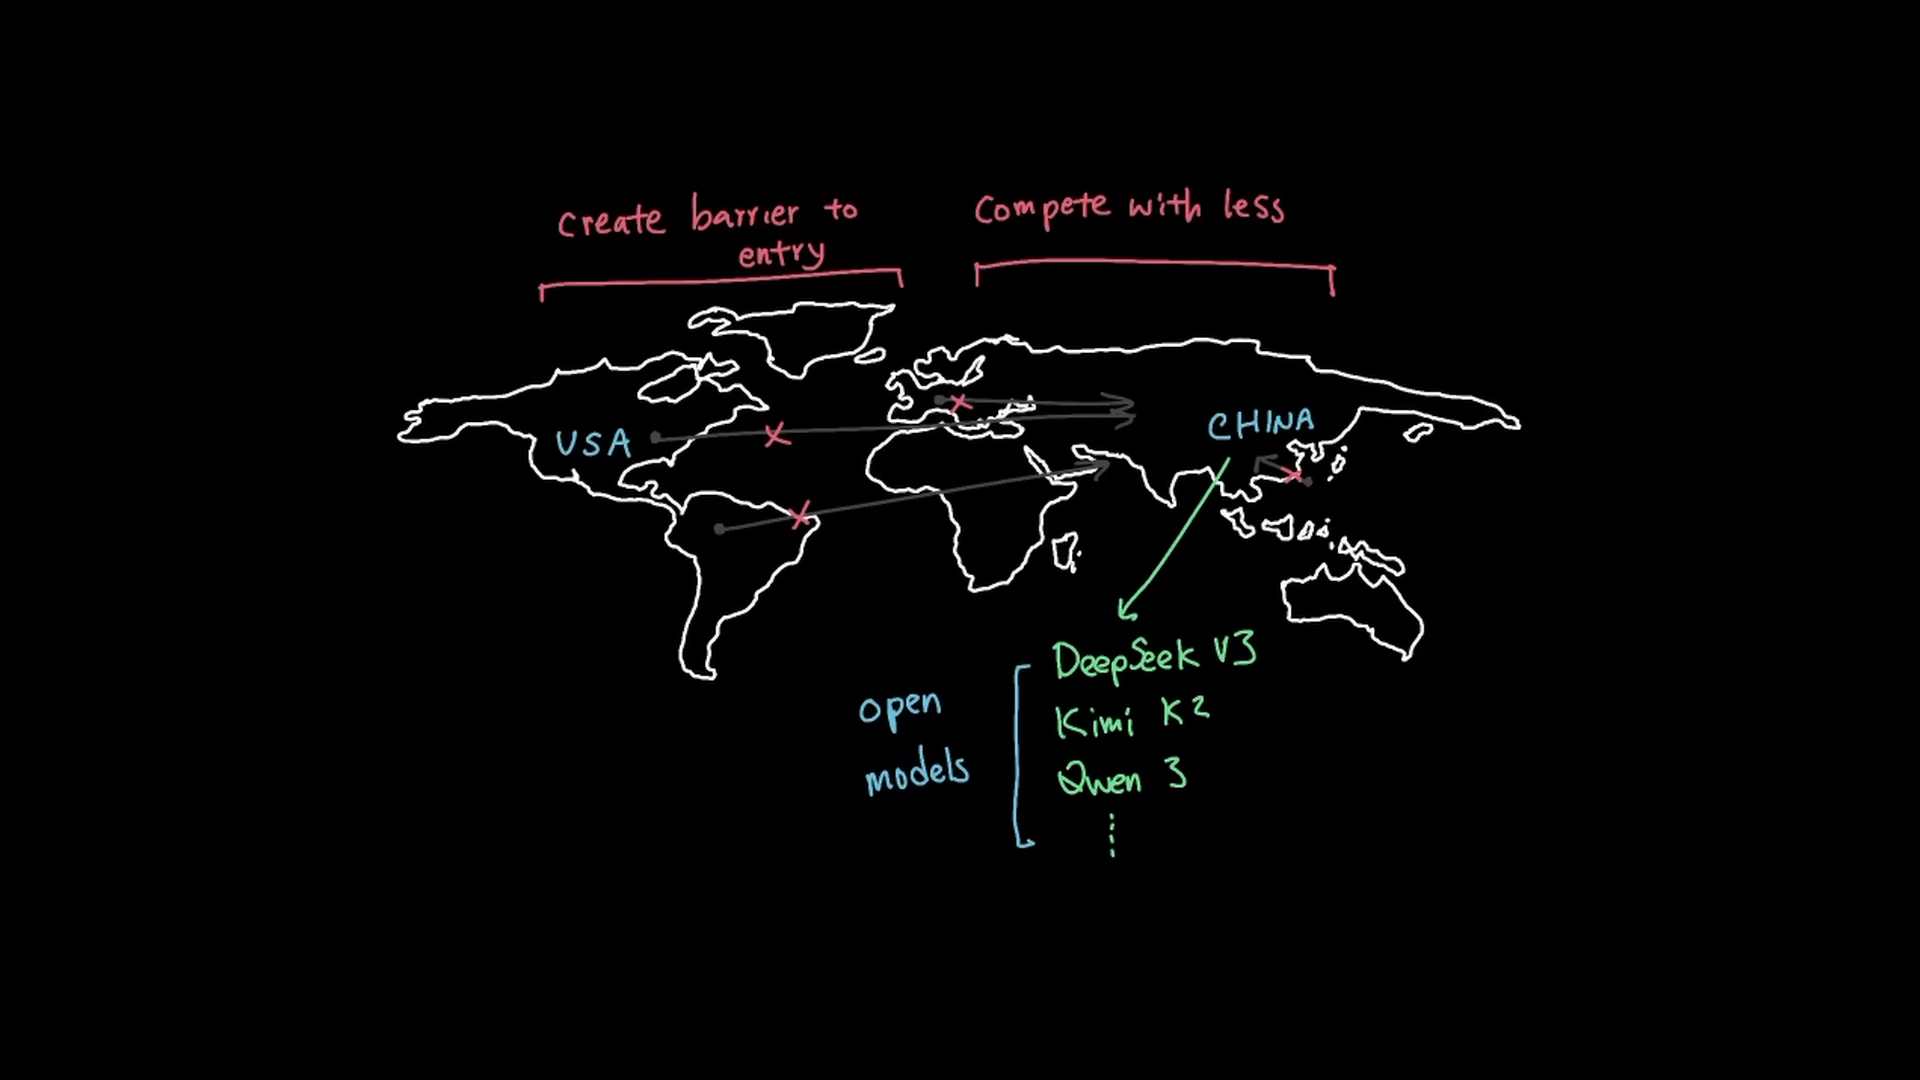 Create barrier to
entry
Compete with less
USA
CHINA
open
models
DeepSeek V3
Kimi K2
Qwen 3